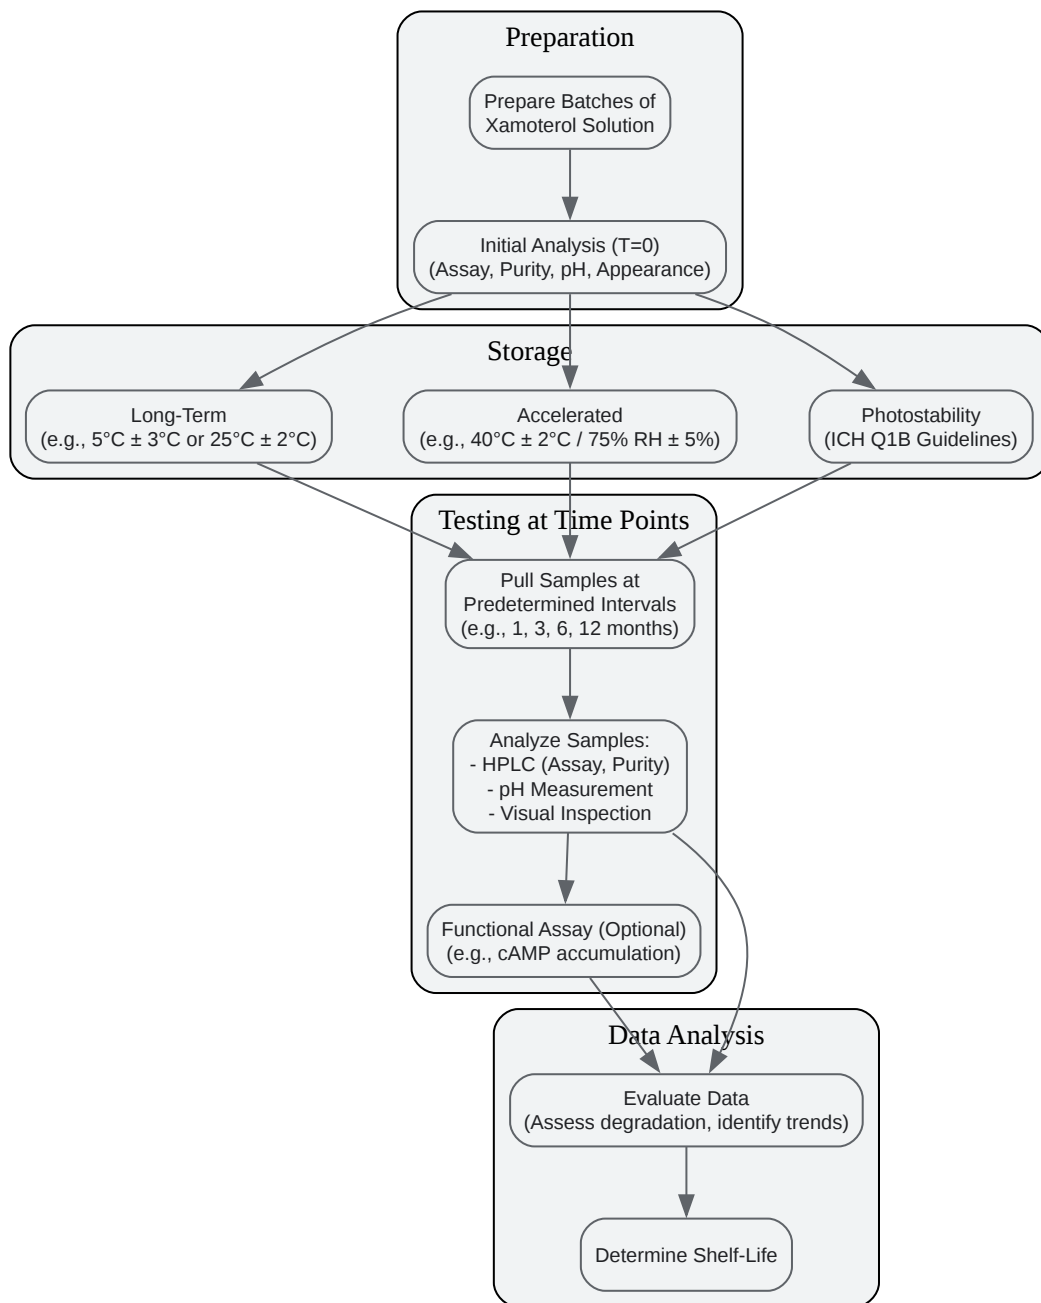 Preparation
Prepare Batches of
Xamoterol Solution
Initial Analysis (T=0)
(Assay, Purity, pH, Appearance)
Storage
Long-Term
(e.g., 5°C ± 3°C or 25°C ± 2°C)
Accelerated
(e.g., 40°C ± 2°C / 75% RH ± 5%)
Photostability
(ICH Q1B Guidelines)
Testing at Time Points
Pull Samples at
Predetermined Intervals
(e.g., 1, 3, 6, 12 months)
Analyze Samples:
- HPLC (Assay, Purity)
- pH Measurement
- Visual Inspection
Functional Assay (Optional)
(e.g., cAMP accumulation)
Data Analysis
Evaluate Data
(Assess degradation, identify trends)
Determine Shelf-Life